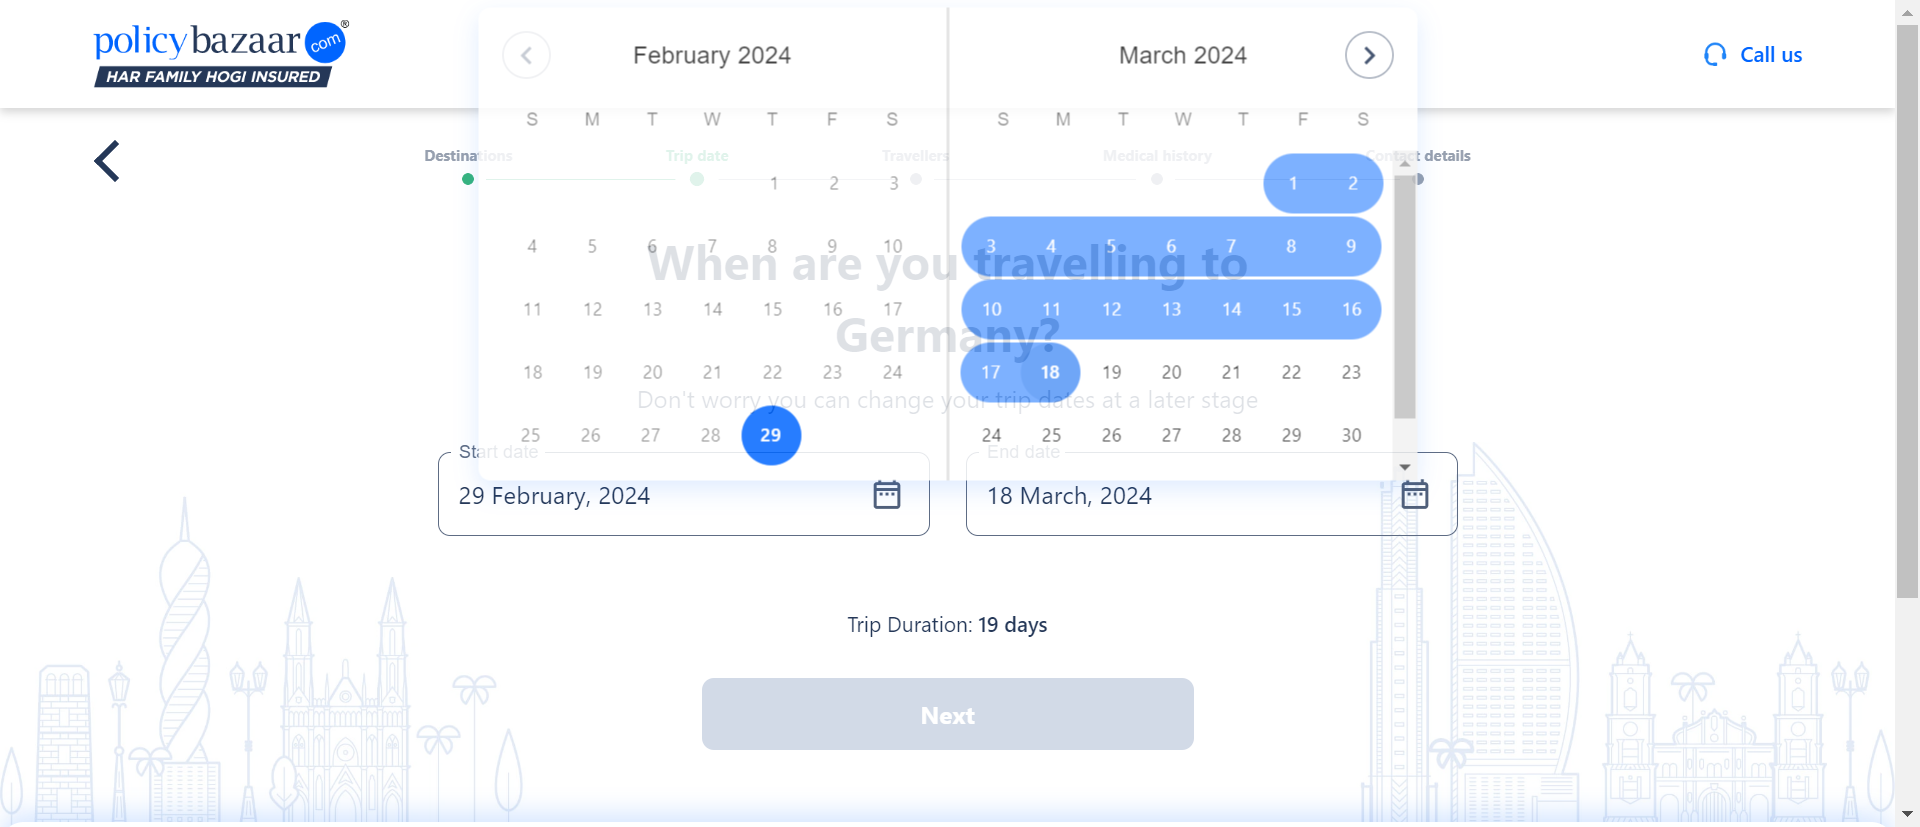 policybazaar.com®
HAR FAMILY HOGI INSURED
Call us
February 2024
S M T W T F S
1 2 3
4 5 6 7 8 9 10
11 12 13 14 15 16 17
18 19 20 21 22 23 24
25 26 27 28 29
March 2024
S M T W T F S
1 2
3 4 5 6 7 8 9
10 11 12 13 14 15 16
17 18 19 20 21 22 23
24 25 26 27 28 29 30
Destinations
Trip date
Travellers
Medical history
Contact details
When are you travelling to
Germany?
Don't worry you can change your trip dates at a later stage
Start date
29 February, 2024
End date
18 March, 2024
Trip Duration: 19 days
Next